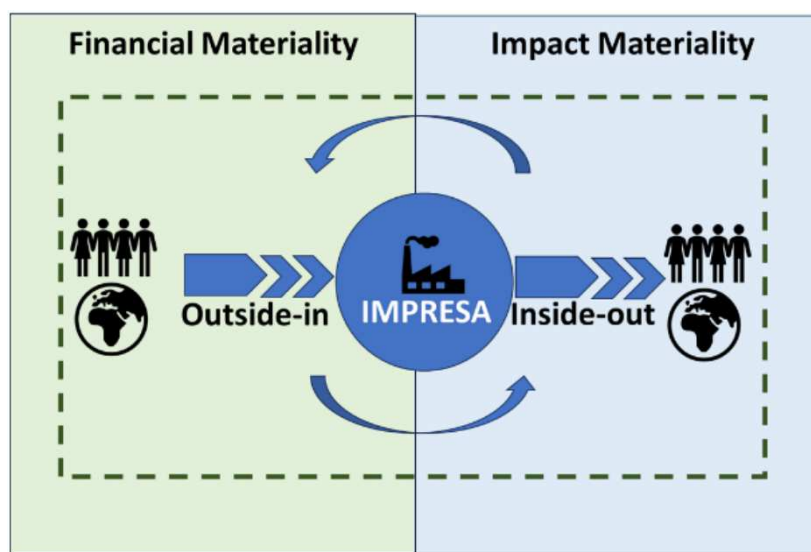 Financial Materiality
Impact Materiality
Outside-in
IMPRESA
Inside-out